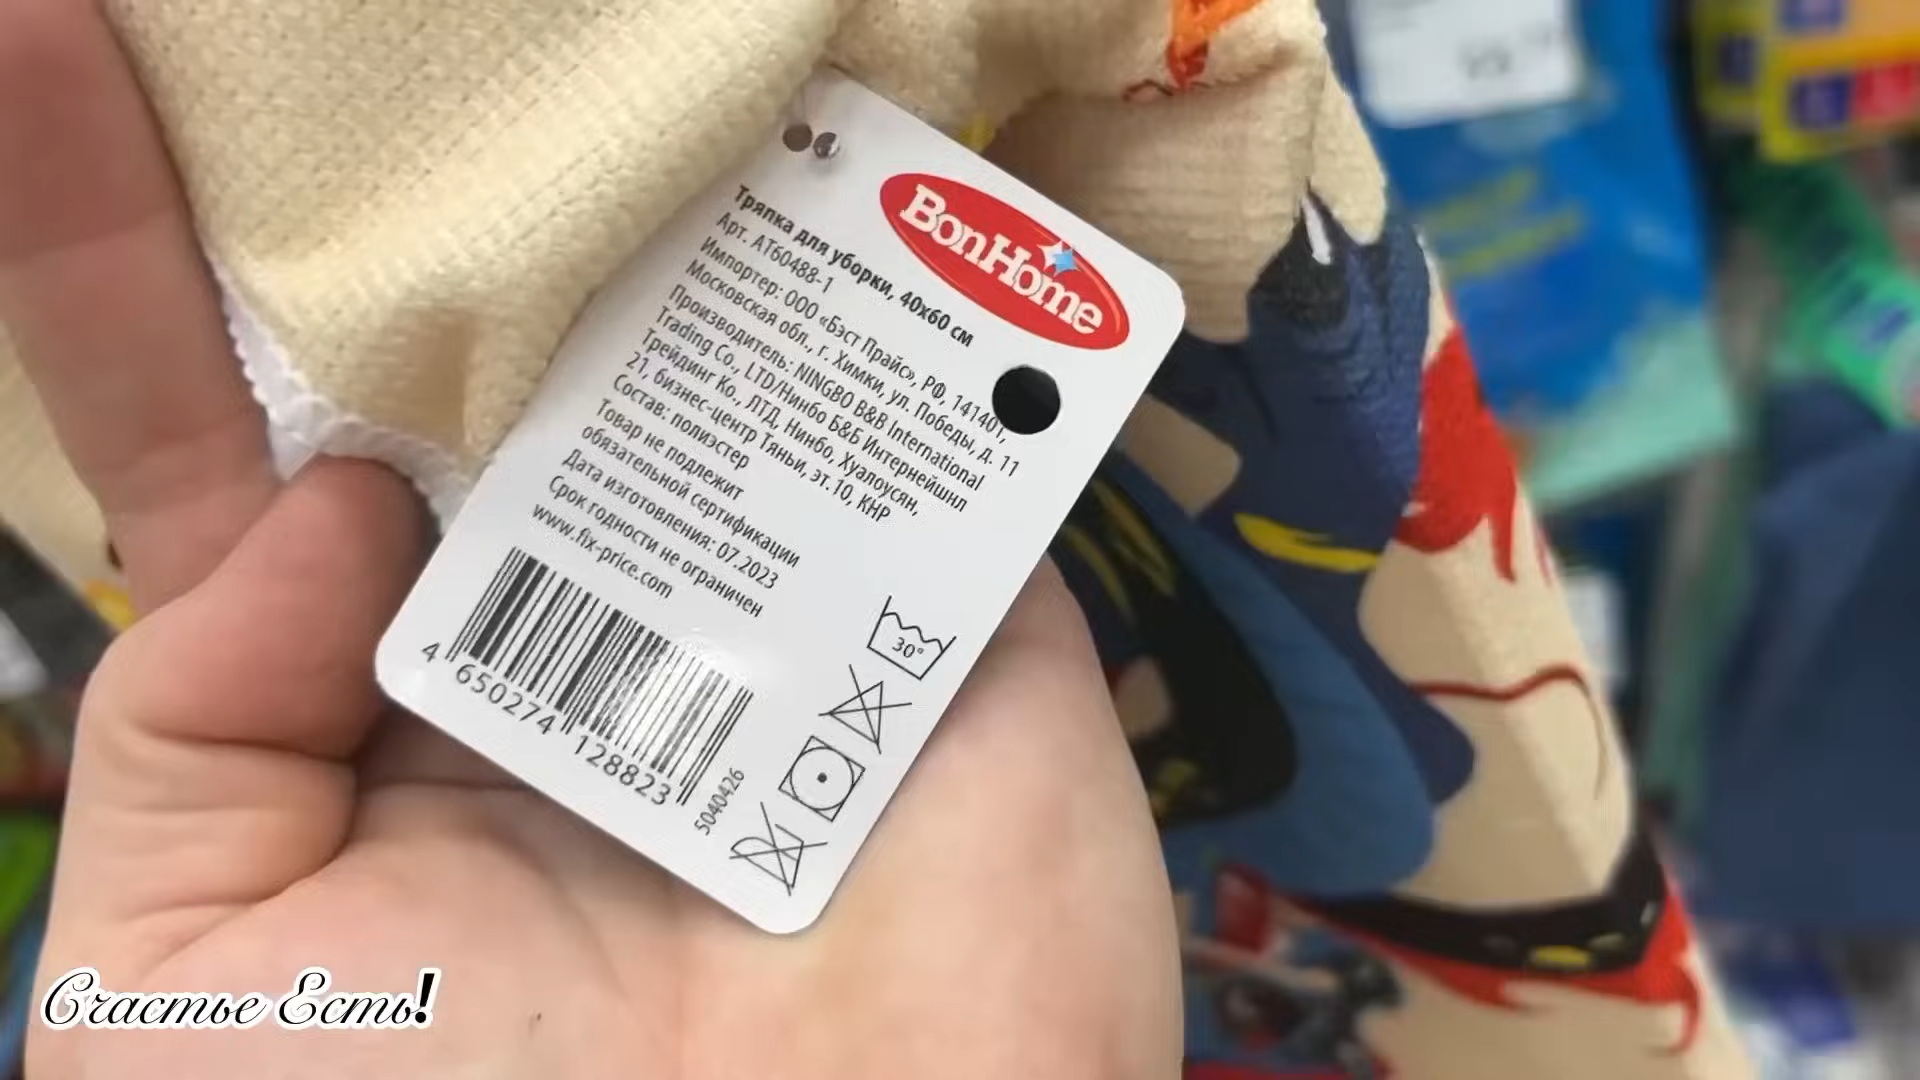 BonHome
Тряпка для уборки, 40х60 см
Арт. АТ60488-1
Импортер: ООО «Бэст Прайс», РФ, 141401,
Московская обл., г. Химки, ул. Победы, д. 11
Производитель: NINGBO B&B International
Trading Co., LTD/Нинбо Б&Б Интернейшнл
Трейдинг Ко., ЛТД, Нинбо, Хуалоусян,
21, бизнес-центр Тяньи, эт.10, КНР
Состав: полиэстер
Товар не подлежит
обязательной сертификации
Дата изготовления: 07.2023
Срок годности не ограничен
www.fix-price.com
30°
4 650274 128823
5040426
Счастье Есть!